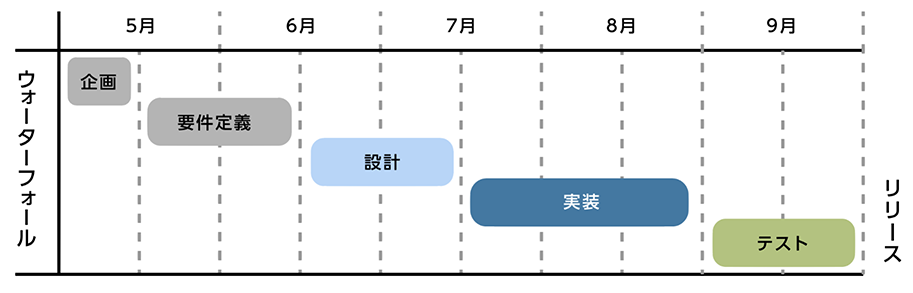 5月 6月 7月 8月 9月
ウォーターフォール
企画
要件定義
設計
実装
テスト
リリース